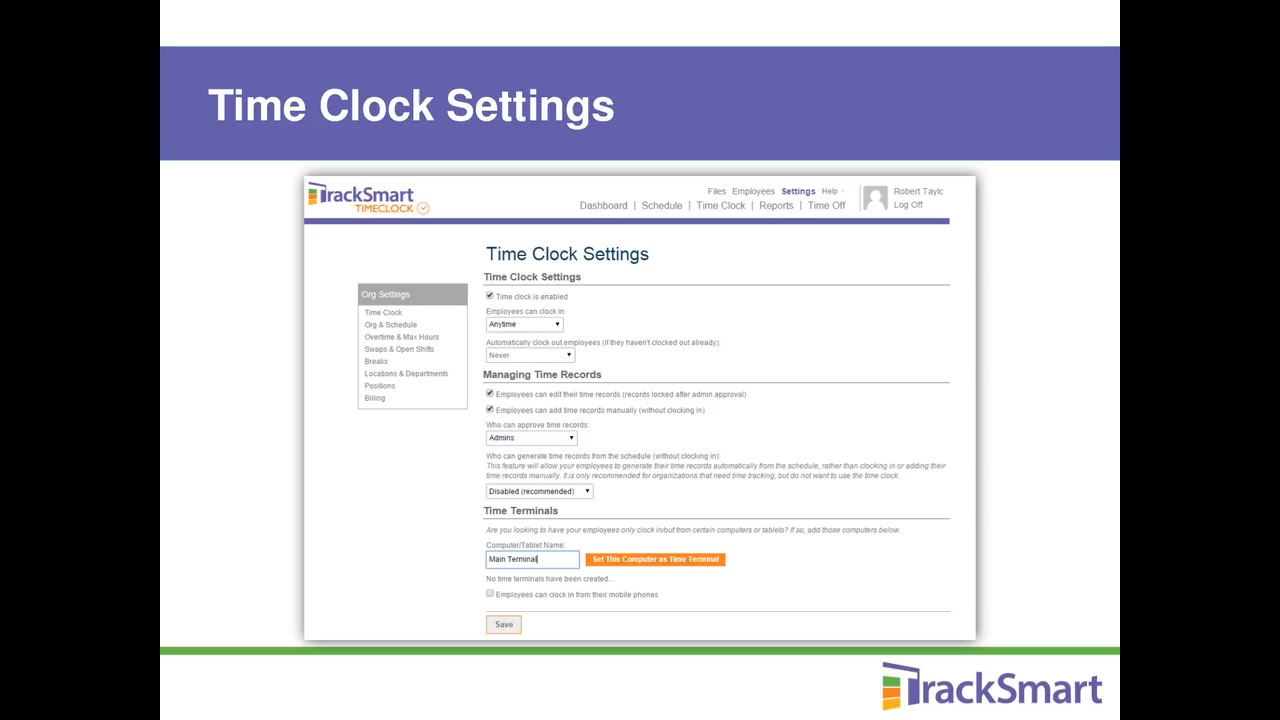 Time Clock Settings
TrackSmart
TIMECLOCK
Files Employees Settings Help
Dashboard | Schedule | Time Clock | Reports | Time Off
Robert Taylc
Log Off
Time Clock Settings
Org Settings
Time Clock
Org & Schedule
Overtime & Max Hours
Swaps & Open Shifts
Breaks
Locations & Departments
Positions
Billing
Time Clock Settings
Time clock is enabled
Employees can clock in:
Anytime
Automatically clock out employees (if they haven't clocked out already):
Never
Managing Time Records
Employees can edit their time records (records locked after admin approval)
Employees can add time records manually (without clocking in)
Who can approve time records:
Admins
Who can generate time records from the schedule (without clocking in):
This feature will allow your employees to generate their time records automatically from the schedule, rather than clocking in or adding their
time records manually. It is only recommended for organizations that need time tracking, but do not want to use the time clock.
Disabled (recommended)
Time Terminals
Are you looking to have your employees only clock in/out from certain computers or tablets? If so, add those computers below.
Computer/Tablet Name:
Main Terminal
Set This Computer as Time Terminal
No time terminals have been created...
Employees can clock in from their mobile phones
Save
TrackSmart